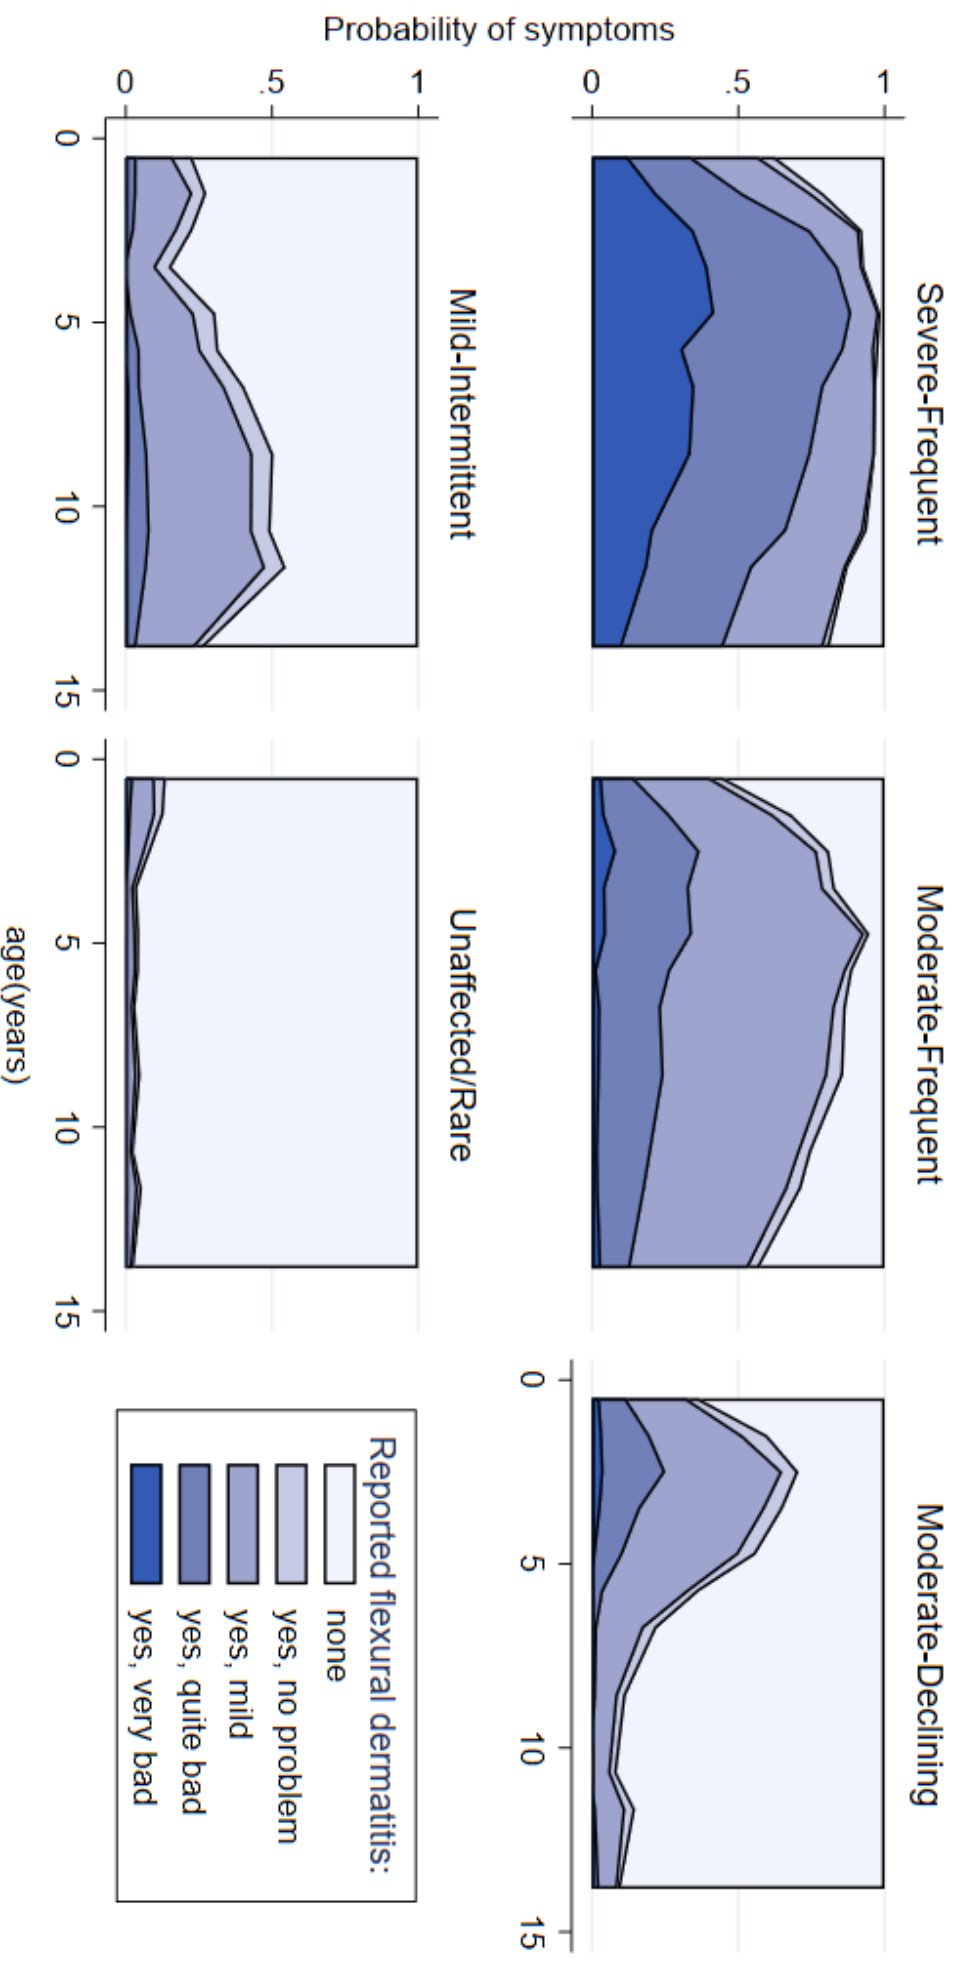 Severe-Frequent
Moderate-Frequent
Moderate-Declining
0
.5
1
0
5
10
15
Mild-Intermittent
Unaffected/Rare
0
.5
1
0
5
10
15
0
5
10
15
Probability of symptoms
age(years)
Reported flexural dermatitis:
none
yes, no problem
yes, mild
yes, quite bad
yes, very bad